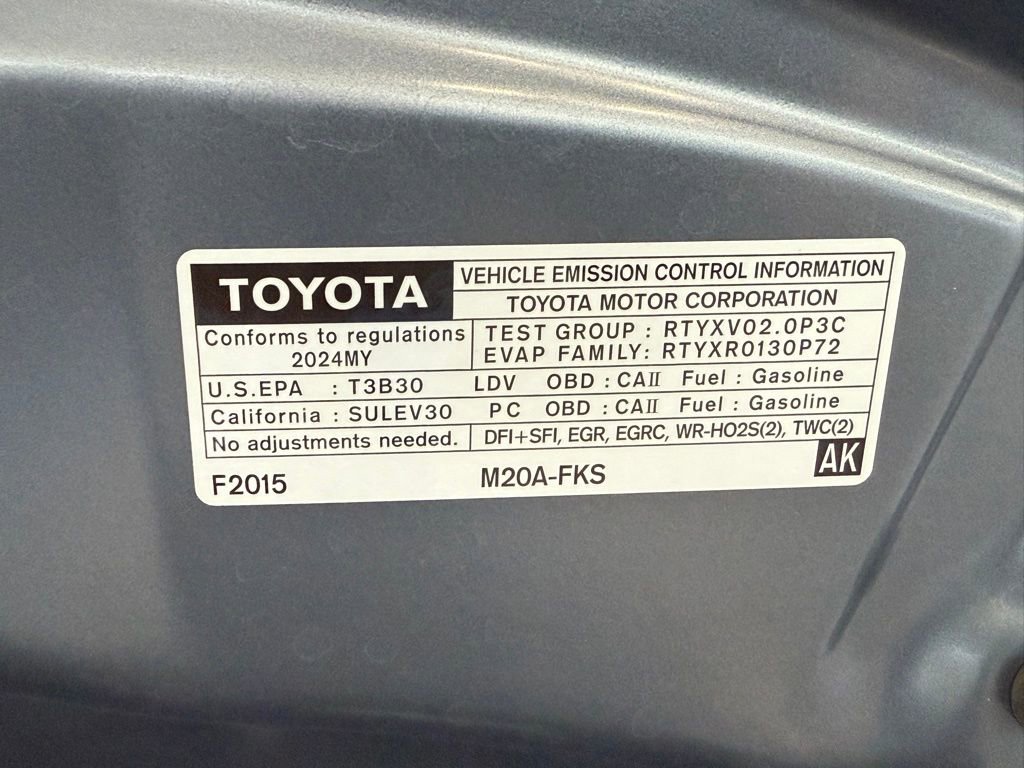 TOYOTA
VEHICLE EMISSION CONTROL INFORMATION
TOYOTA MOTOR CORPORATION
Conforms to regulations
2024MY
TEST GROUP : RTYXV02.0P3C
EVAP FAMILY: RTYXR0130P72
U.S.EPA : T3B30 LDV OBD : CAⅡ Fuel : Gasoline
California : SULEV30 PC OBD : CAⅡ Fuel : Gasoline
No adjustments needed. DFI+SFI, EGR, EGRC, WR-HO2S(2), TWC(2)
F2015 M20A-FKS AK